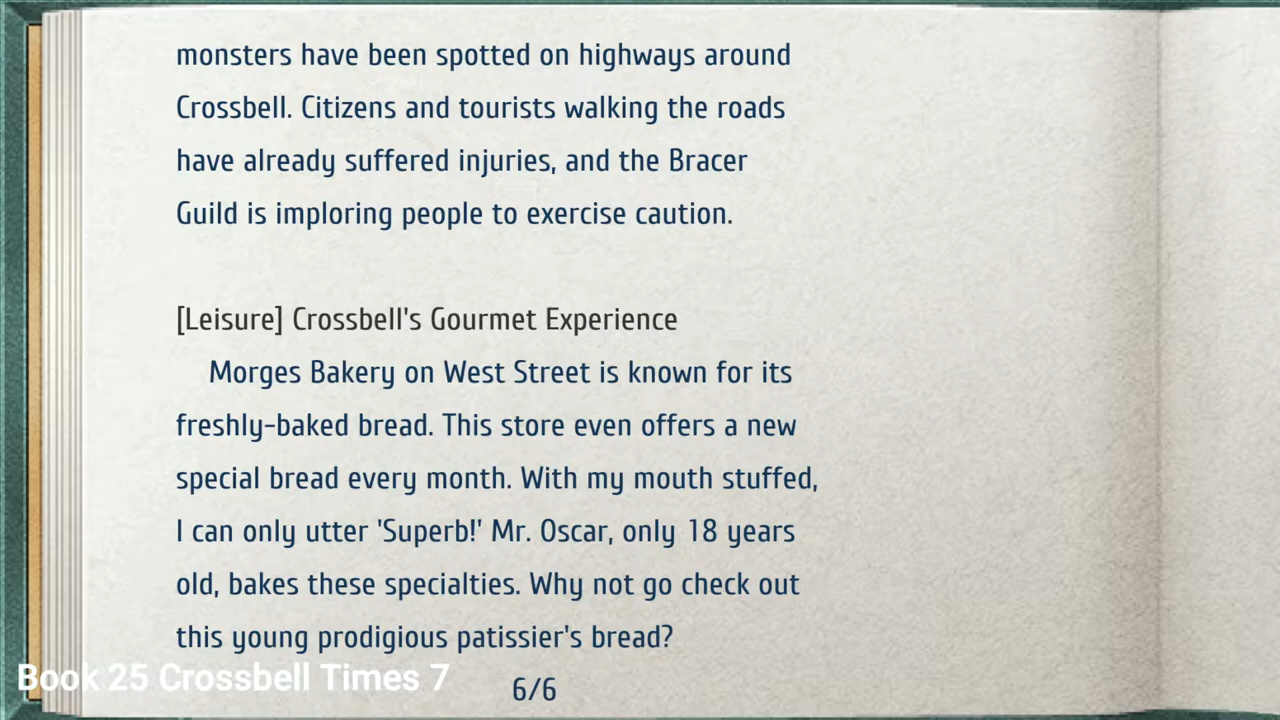 monsters have been spotted on highways around
Crossbell. Citizens and tourists walking the roads
have already suffered injuries, and the Bracer
Guild is imploring people to exercise caution.
[Leisure] Crossbell's Gourmet Experience
Morges Bakery on West Street is known for its
freshly-baked bread. This store even offers a new
special bread every month. With my mouth stuffed,
I can only utter 'Superb!' Mr. Oscar, only 18 years
old, bakes these specialties. Why not go check out
this young prodigious patissier's bread?
Book 25 Crossbell Times 7
6/6